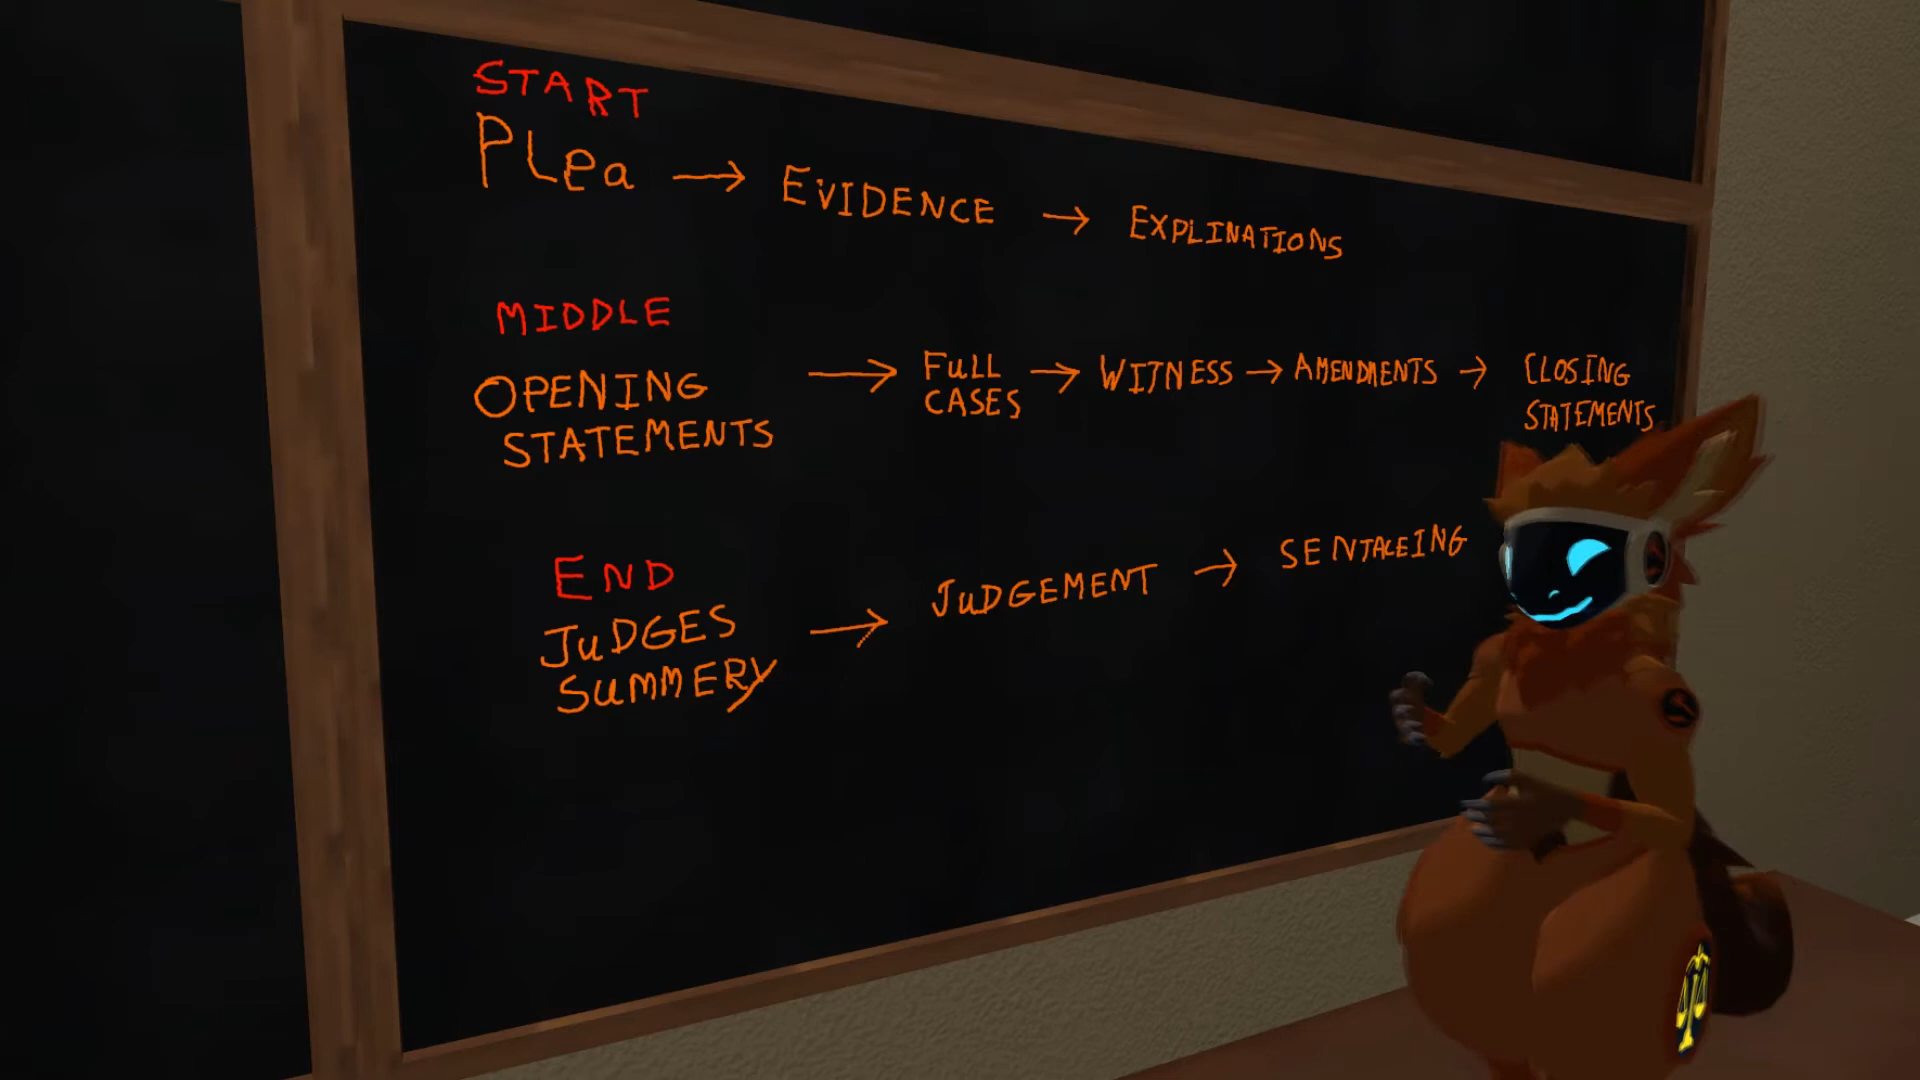 START
PLea → EVIDENCE → EXPLINATIONS
MIDDLE
OPENING STATEMENTS → FULL CASES → WITNESS → AMENDMENTS → CLOSING STATEMENTS
END
JuDGES SUMMERY → JuDGEMENT → SENTACEING